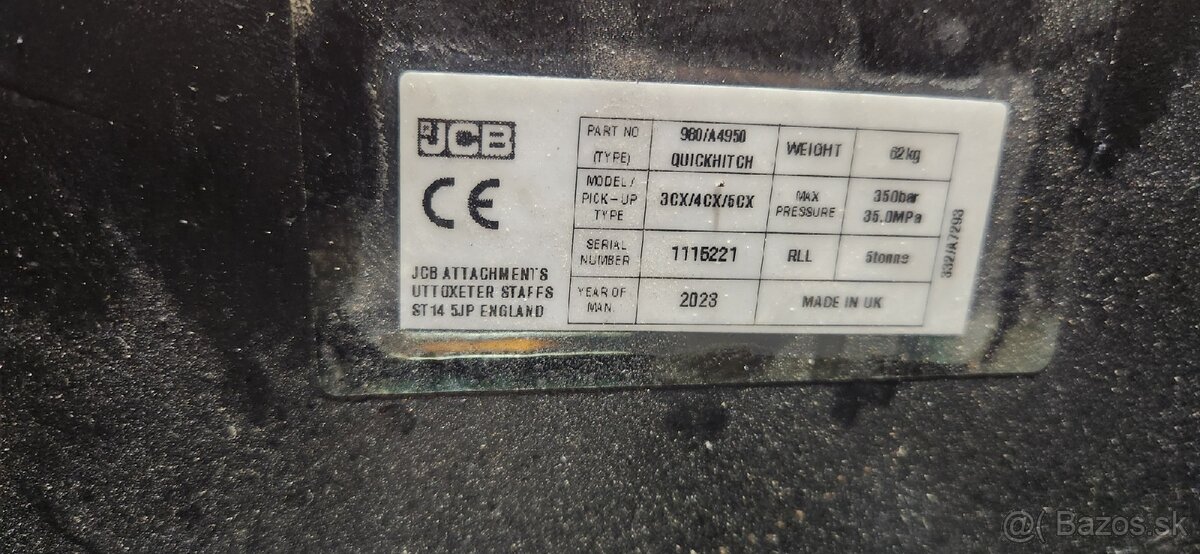 JCB
CE
JCB ATTACHMENTS
UTTOXETER STAFFS
ST14 5JP ENGLAND
PART NO
(TYPE)
980/A4950
QUICKHITCH
WEIGHT
62kg
MODEL/
PICK-UP
TYPE
3CX/4CX/5CX
MAX
PRESSURE
350bar
35.0MPa
SERIAL
NUMBER
1115221
RLL
5tonne
YEAR OF
MAN.
2023
MADE IN UK
332/A7293
@( Bazos.sk